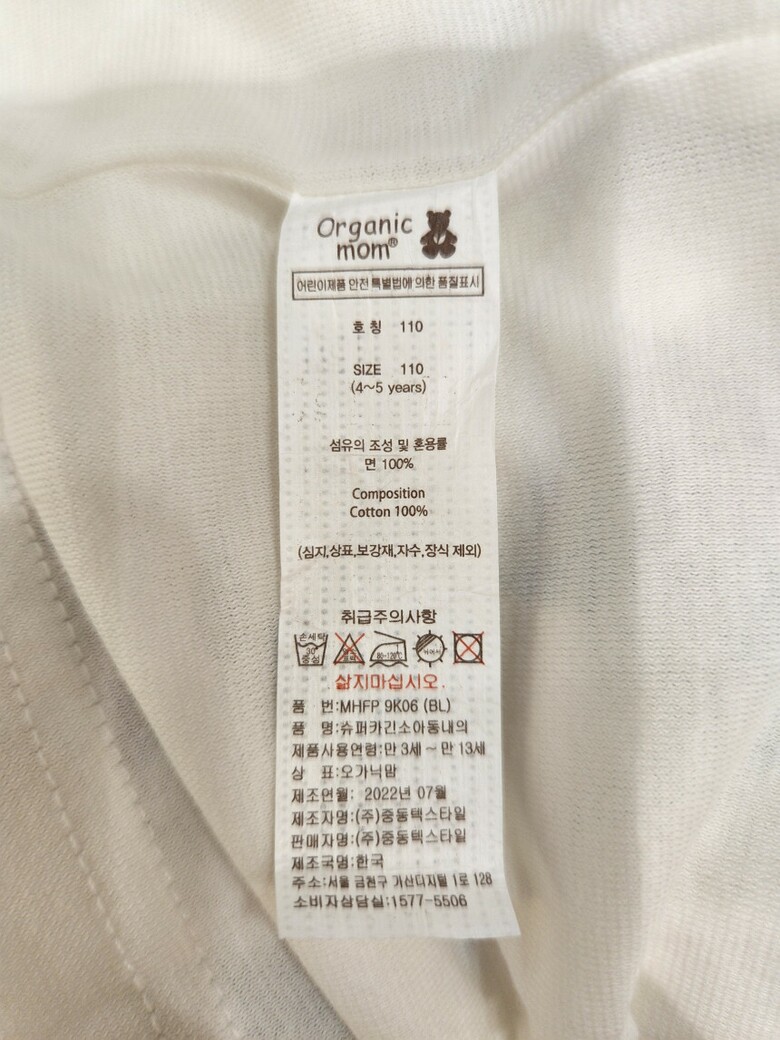 Organic
mom®
어린이제품 안전 특별법에 의한 품질표시
호 칭 110
SIZE 110
(4~5 years)
섬유의 조성 및 혼용률
면 100%
Composition
Cotton 100%
(심지,상표,보강재,자수,장식 제외)
취급주의사항
손세탁
30
중성
80~120℃
삶지마십시오.
품 번:MHFP 9K06 (BL)
품 명:슈퍼카긴소아동내의
제품사용연령:만 3세 ~ 만 13세
상 표:오가닉맘
제조연월: 2022년 07월
제조자명:(주)중동텍스타일
판매자명:(주)중동텍스타일
제조국명:한국
주소:서울 금천구 가산디지털 1로 128
소비자상담실:1577-5506